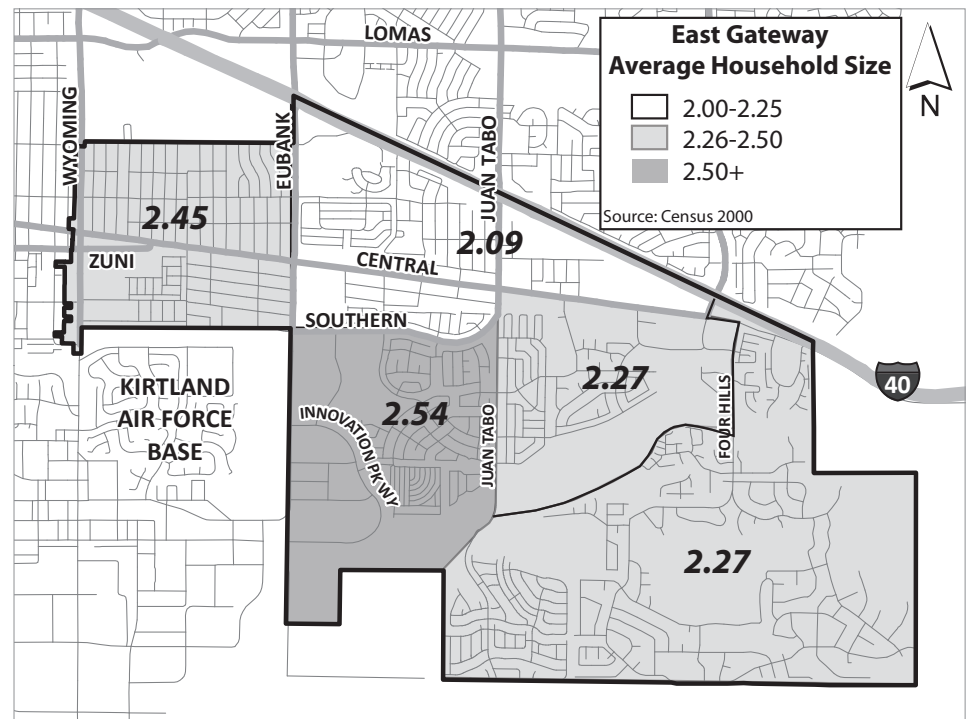 LOMAS
East Gateway
Average Household Size
2.00-2.25
2.26-2.50
2.50+
Source: Census 2000
N
WYOMING
EUBANK
JUAN TABO
2.45
2.09
ZUNI
CENTRAL
SOUTHERN
40
KIRTLAND
AIR FORCE
BASE
INNOVATION PK WY
2.54
JUAN TABO
2.27
FOUR HILLS
2.27